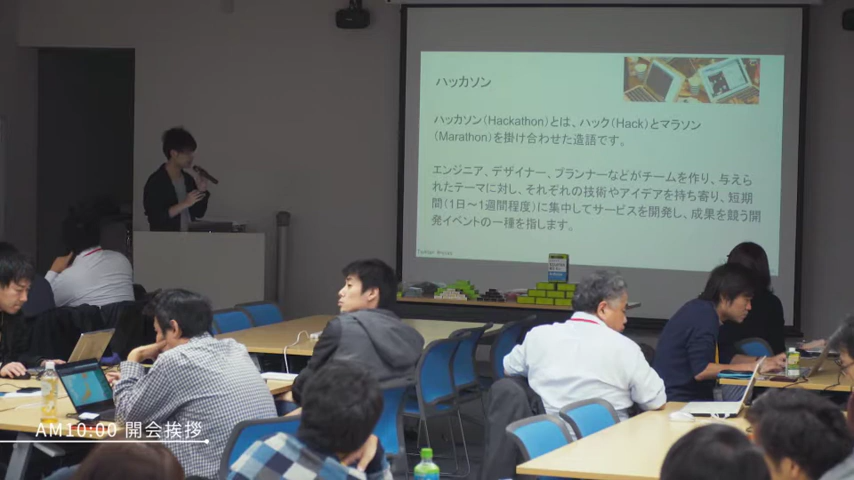 ハッカソン
ハッカソン（Hackathon）とは、ハック（Hack）とマラソン
（Marathon）を掛け合わせた造語です。
エンジニア、デザイナー、プランナーなどがチームを作り、与えら
れたテーマに対し、それぞれの技術やアイデアを持ち寄り、短期
間（1日～1週間程度）に集中してサービスを開発し、成果を競う開
発イベントの一種を指します。
AM10:00 開会挨拶